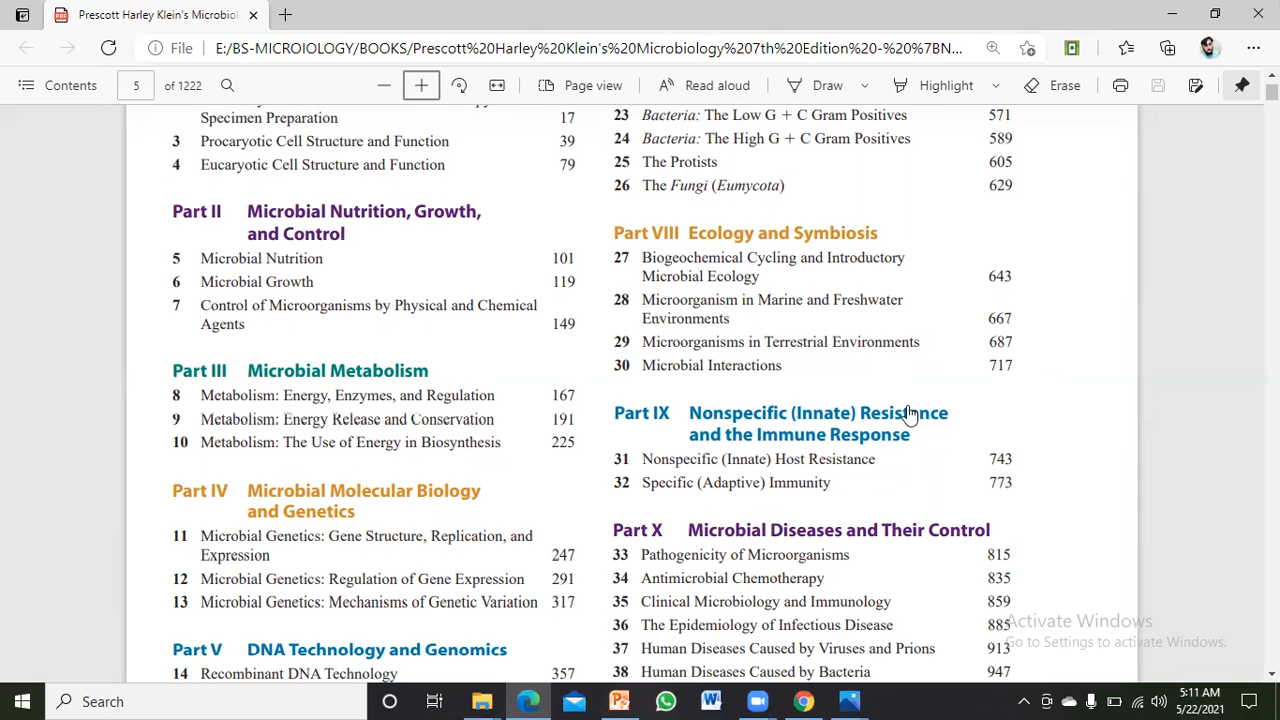 Prescott Harley Klein's Microbiol
File
E:/BS-MICROIOLOGY/BOOKS/Prescott%20Harley%20Klein's%20Microbiology%207th%20Edition%20-%20%7BN...
Contents
5
of 1222
Page view
Read aloud
Draw
Highlight
Erase
Specimen Preparation 17
3 Procaryotic Cell Structure and Function 39
4 Eucaryotic Cell Structure and Function 79
Part II Microbial Nutrition, Growth,
and Control
5 Microbial Nutrition 101
6 Microbial Growth 119
7 Control of Microorganisms by Physical and Chemical
Agents 149
Part III Microbial Metabolism
8 Metabolism: Energy, Enzymes, and Regulation 167
9 Metabolism: Energy Release and Conservation 191
10 Metabolism: The Use of Energy in Biosynthesis 225
Part IV Microbial Molecular Biology
and Genetics
11 Microbial Genetics: Gene Structure, Replication, and
Expression 247
12 Microbial Genetics: Regulation of Gene Expression 291
13 Microbial Genetics: Mechanisms of Genetic Variation 317
Part V DNA Technology and Genomics
14 Recombinant DNA Technology 357
23 Bacteria: The Low G + C Gram Positives 571
24 Bacteria: The High G + C Gram Positives 589
25 The Protists 605
26 The Fungi (Eumycota) 629
Part VIII Ecology and Symbiosis
27 Biogeochemical Cycling and Introductory
Microbial Ecology 643
28 Microorganism in Marine and Freshwater
Environments 667
29 Microorganisms in Terrestrial Environments 687
30 Microbial Interactions 717
Part IX Nonspecific (Innate) Resistance
and the Immune Response
31 Nonspecific (Innate) Host Resistance 743
32 Specific (Adaptive) Immunity 773
Part X Microbial Diseases and Their Control
33 Pathogenicity of Microorganisms 815
34 Antimicrobial Chemotherapy 835
35 Clinical Microbiology and Immunology 859
36 The Epidemiology of Infectious Disease 885
37 Human Diseases Caused by Viruses and Prions 913
38 Human Diseases Caused by Bacteria 947
Activate Windows
Go to Settings to activate Windows.
Search
5:11 AM
5/22/2021